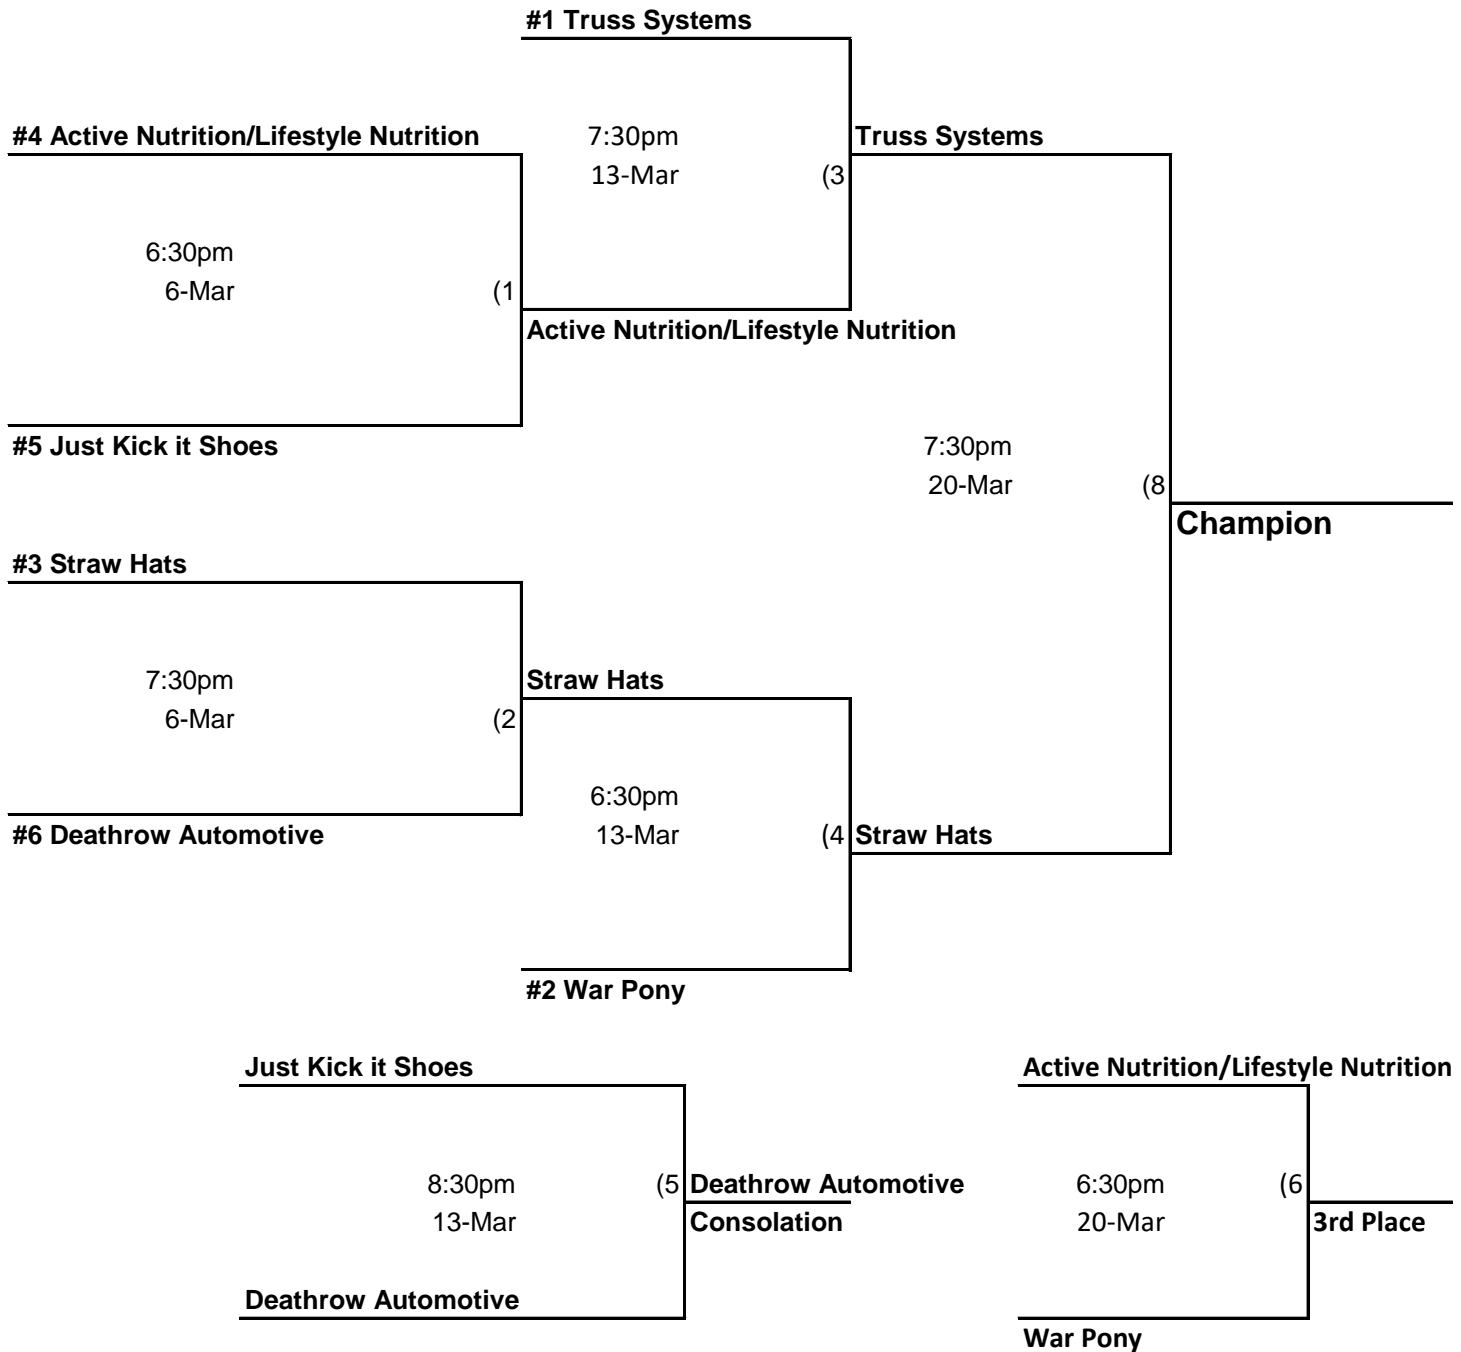 #1 Truss Systems
#4 Active Nutrition/Lifestyle Nutrition
7:30pm
Truss Systems
13-Mar
(3
6:30pm
6-Mar
(1
Active Nutrition/Lifestyle Nutrition
#5 Just Kick it Shoes
7:30pm
20-Mar
(8
Champion
#3 Straw Hats
7:30pm
Straw Hats
6-Mar
(2
6:30pm
#6 Deathrow Automotive
13-Mar
(4
Straw Hats
#2 War Pony
Just Kick it Shoes
Active Nutrition/Lifestyle Nutrition
8:30pm
(5
Deathrow Automotive
6:30pm
(6
13-Mar
Consolation
20-Mar
3rd Place
Deathrow Automotive
War Pony